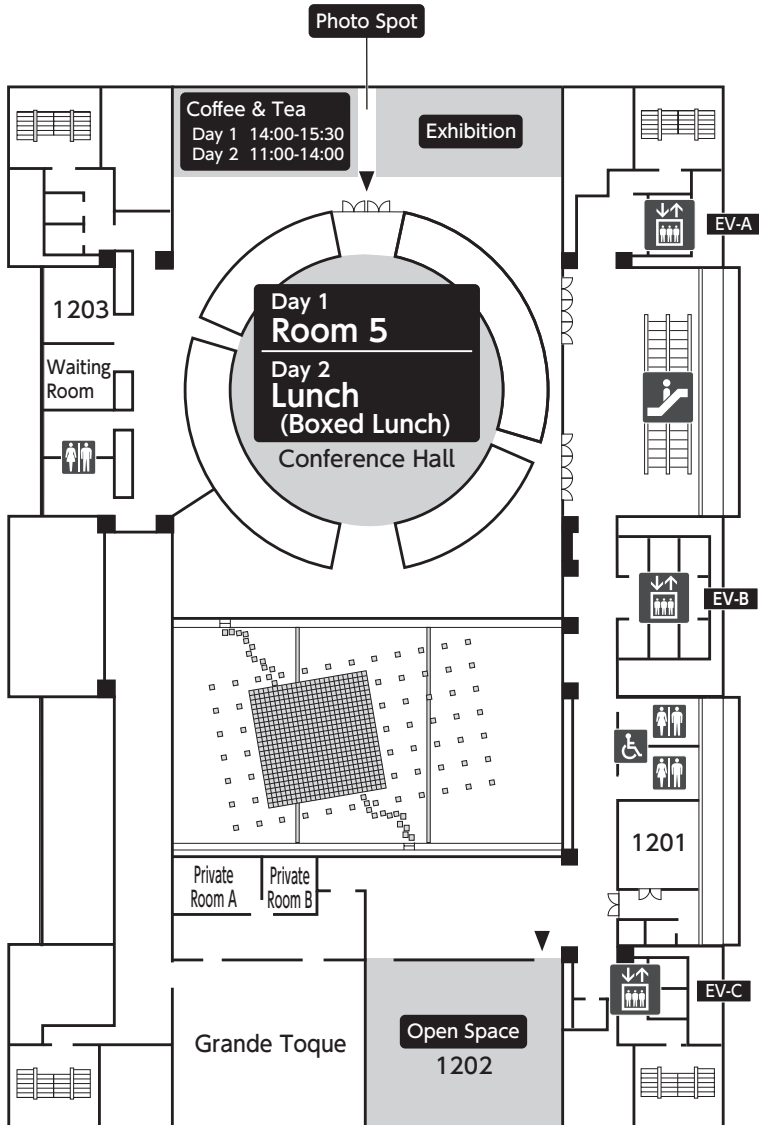 Photo Spot
Coffee & Tea
Day 1 14:00-15:30
Day 2 11:00-14:00
Exhibition
EV-A
1203
Waiting
Room
Day 1
Room 5
Day 2
Lunch
(Boxed Lunch)
Conference Hall
EV-B
1201
Private
Room A
Private
Room B
EV-C
Grande Toque
Open Space
1202